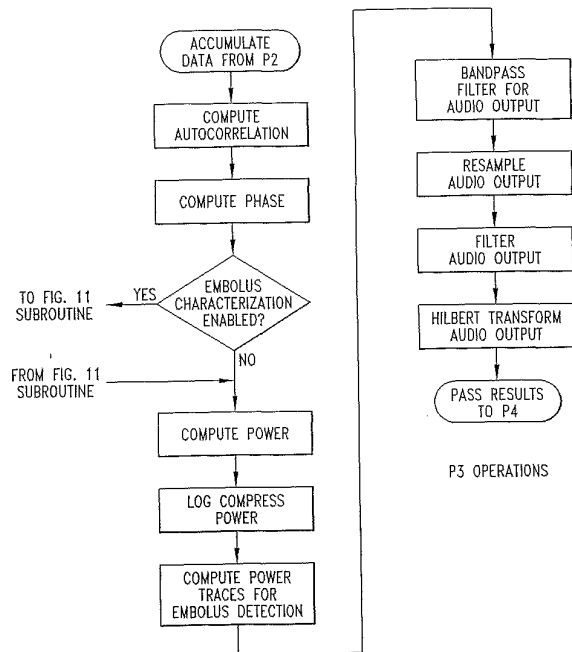 ACCUMULATE
DATA FROM P2
COMPUTE
AUTOCORRELATION
COMPUTE PHASE
EMBOLUS
CHARACTERIZATION
ENABLED?
YES
TO FIG. 11
SUBROUTINE
NO
FROM FIG. 11
SUBROUTINE
COMPUTE POWER
LOG COMPRESS
POWER
COMPUTE POWER
TRACES FOR
EMBOLUS DETECTION
BANDPASS
FILTER FOR
AUDIO OUTPUT
RESAMPLE
AUDIO OUTPUT
FILTER
AUDIO OUTPUT
HILBERT TRANSFORM
AUDIO OUTPUT
PASS RESULTS
TO P4
P3 OPERATIONS